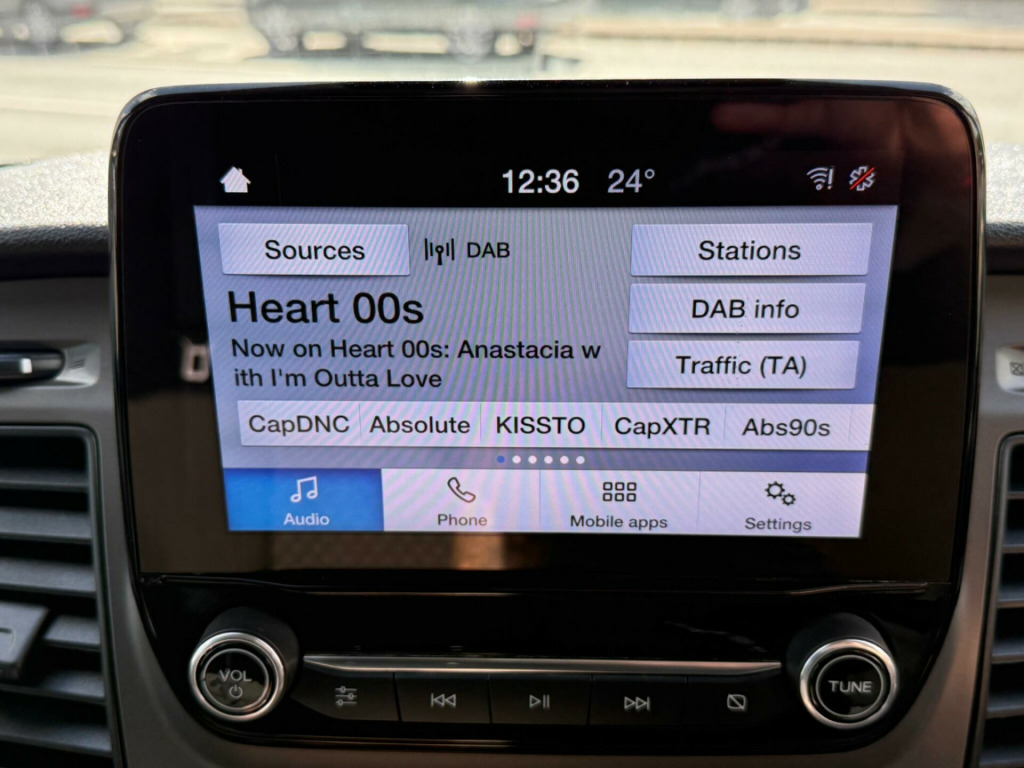 12:36 24°
Sources DAB Stations
Heart 00s
DAB info
Now on Heart 00s: Anastacia w
ith I'm Outta Love
Traffic (TA)
CapDNC Absolute KISSTO CapXTR Abs90s
Audio Phone Mobile apps Settings
VOL
TUNE